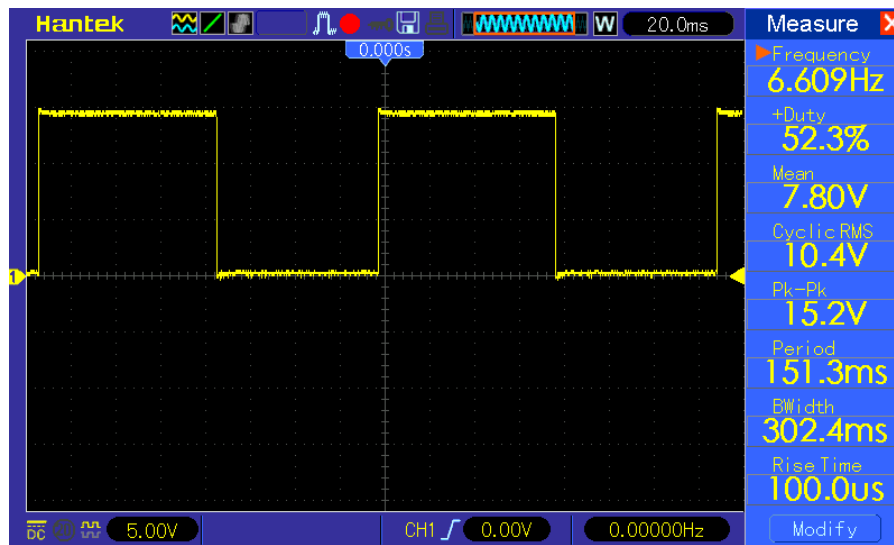 Hantek W 20.0ms Measure X
0.000s
Frequency
6.609Hz
+Duty
52.3%
Mean
7.80V
Cyclic RMS
10.4V
Pk-Pk
15.2V
Period
151.3ms
BWidth
302.4ms
Rise Time
100.0us
1
DC 5.00V CH1 0.00V 0.00000Hz Modify